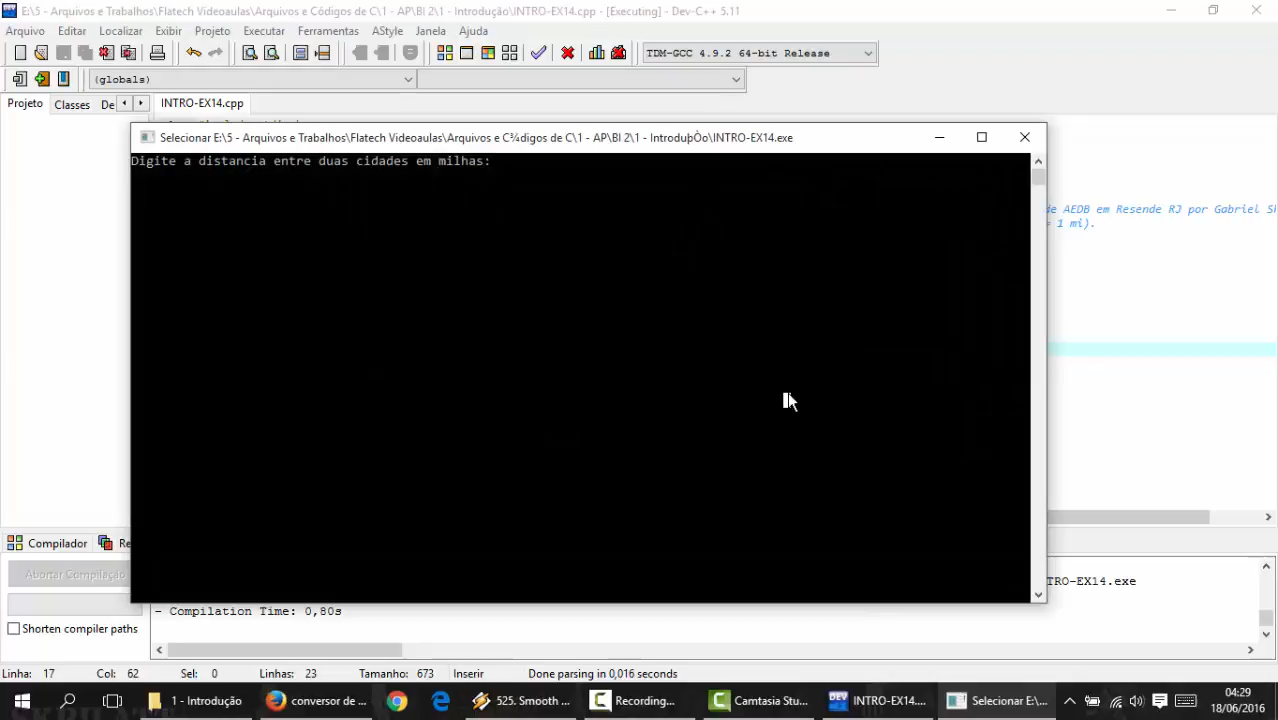 E:\5 - Arquivos e Trabalhos\Flatech Videoaulas\Arquivos e Códigos de C\1 - AP\BI 2\1 - Introdução\INTRO-EX14.cpp - [Executing] - Dev-C++ 5.11
Arquivo Editar Localizar Exibir Projeto Executar Ferramentas AStyle Janela Ajuda
TDM-GCC 4.9.2 64-bit Release
(globals)
Projeto Classes De INTRO-EX14.cpp
Selecionar E:\5 - Arquivos e Trabalhos\Flatech Videoaulas\Arquivos e C¾digos de C\1 - AP\BI 2\1 - IntroduþÒo\INTRO-EX14.exe
Digite a distancia entre duas cidades em milhas:
de AEDB em Resende RJ por Gabriel
= 1 mi).
Compilador Re
Abortar Compilação
TRO-EX14.exe
- Compilation Time: 0,80s
Shorten compiler paths
Linha: 17 Col: 62 Sel: 0 Linhas: 23 Tamanho: 673 Inserir Done parsing in 0,016 seconds
1 - Introdução conversor de ... 525. Smooth ... Recording... Camtasia Stu... DEV INTRO-EX14.... Selecionar E:\... 04:29
18/06/2016